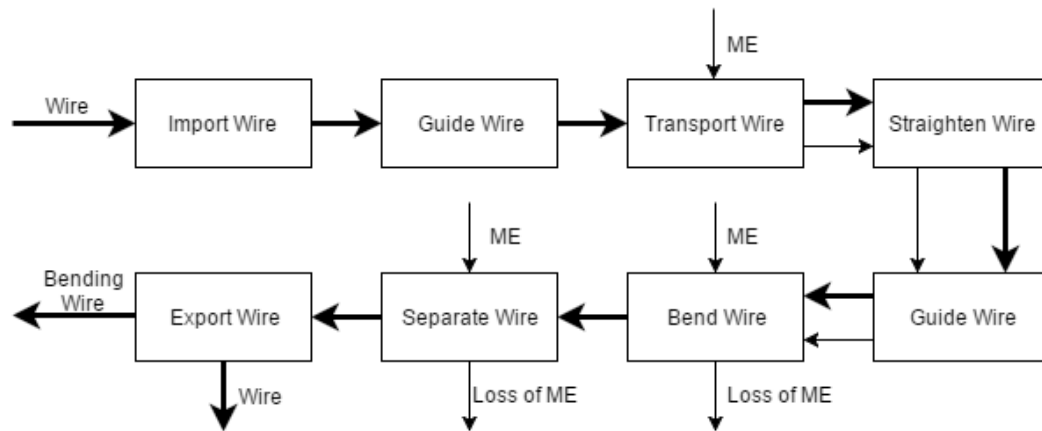 ME
Wire
Import Wire
Guide Wire
Transport Wire
Straighten Wire
ME
ME
Bending
Wire
Export Wire
Separate Wire
Bend Wire
Guide Wire
Wire
Loss of ME
Loss of ME